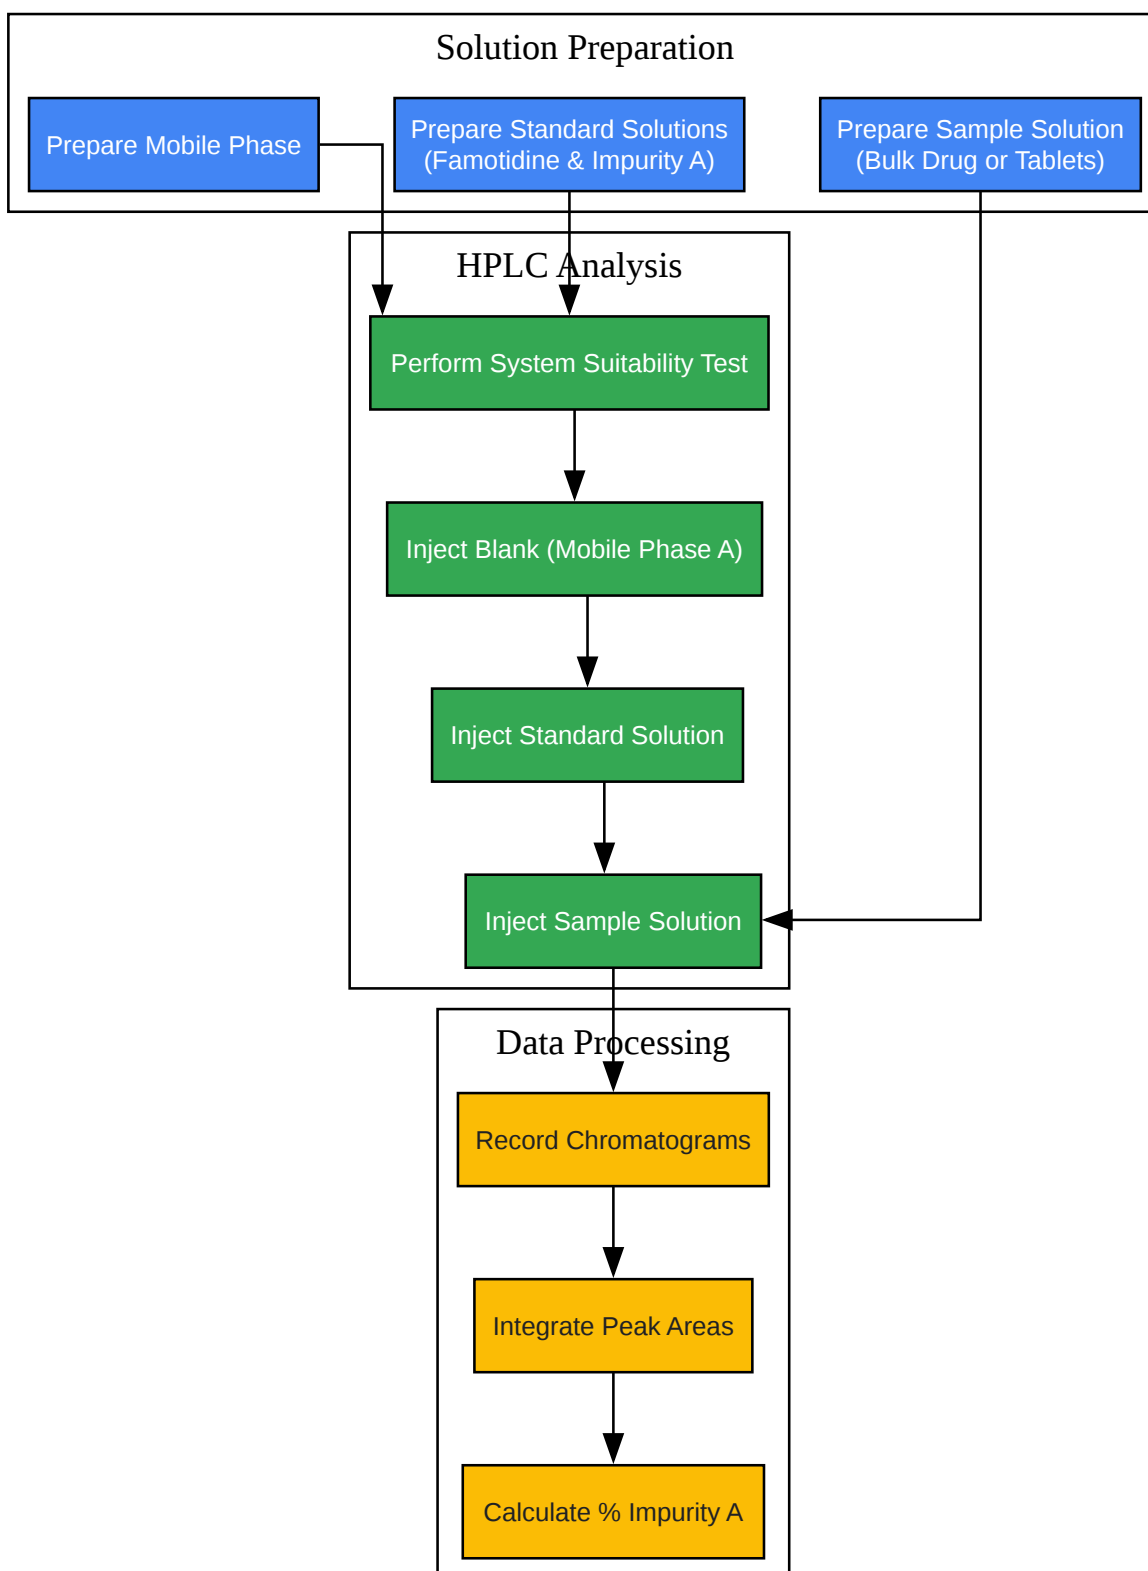 Solution Preparation
Prepare Mobile Phase
Prepare Standard Solutions
(Famotidine & Impurity A)
Prepare Sample Solution
(Bulk Drug or Tablets)
HPLC Analysis
Perform System Suitability Test
Inject Blank (Mobile Phase A)
Inject Standard Solution
Inject Sample Solution
Data Processing
Record Chromatograms
Integrate Peak Areas
Calculate % Impurity A